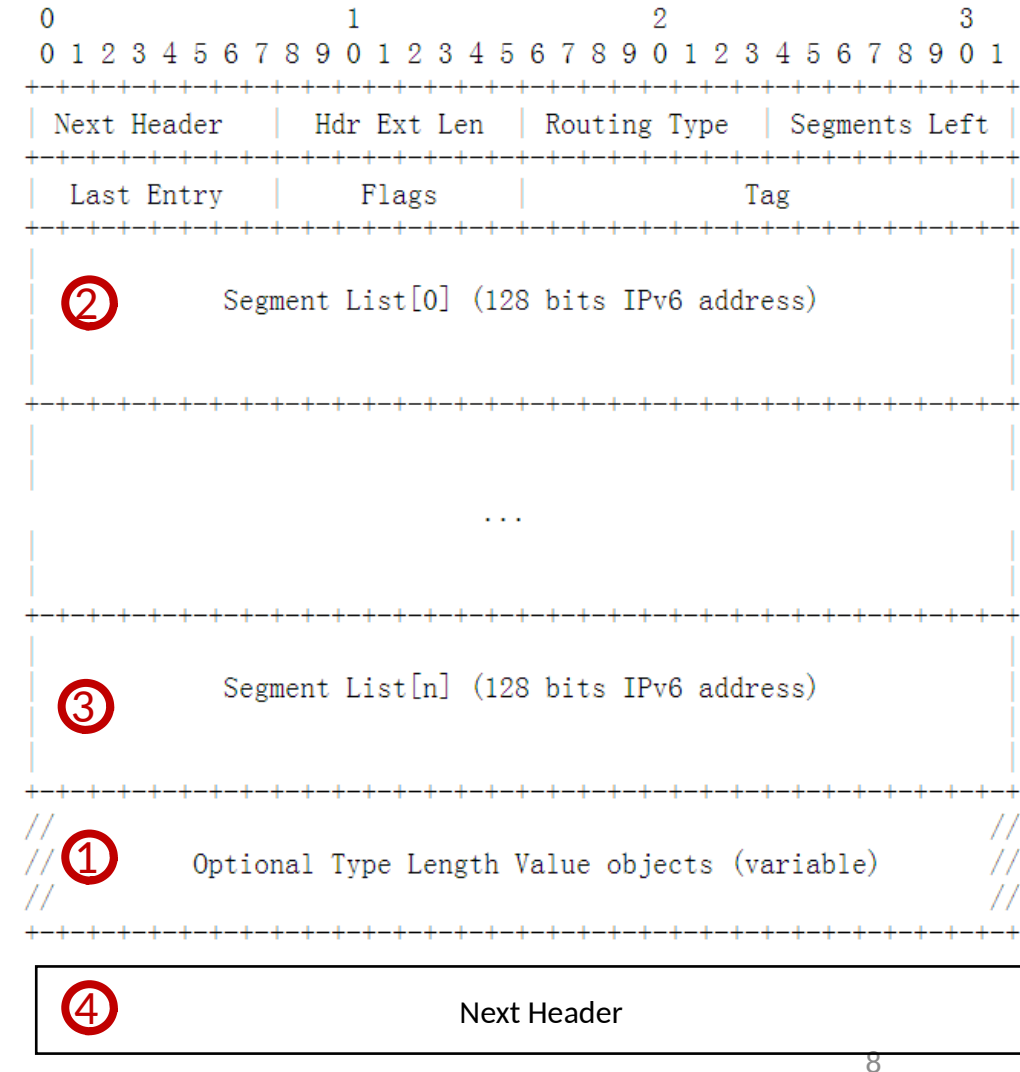 0 1 2 3
0 1 2 3 4 5 6 7 8 9 0 1 2 3 4 5 6 7 8 9 0 1 2 3 4 5 6 7 8 9 0 1
+-+-+-+-+-+-+-+-+-+-+-+-+-+-+-+-+-+-+-+-+-+-+-+-+-+-+-+-+-+-+-+-+
| Next Header | Hdr Ext Len | Routing Type | Segments Left |
+-+-+-+-+-+-+-+-+-+-+-+-+-+-+-+-+-+-+-+-+-+-+-+-+-+-+-+-+-+-+-+-+
| Last Entry | Flags | Tag |
+-+-+-+-+-+-+-+-+-+-+-+-+-+-+-+-+-+-+-+-+-+-+-+-+-+-+-+-+-+-+-+-+
| |
| 2 Segment List[0] (128 bits IPv6 address) |
| |
| |
+-+-+-+-+-+-+-+-+-+-+-+-+-+-+-+-+-+-+-+-+-+-+-+-+-+-+-+-+-+-+-+-+
| |
| |
...
| |
| |
+-+-+-+-+-+-+-+-+-+-+-+-+-+-+-+-+-+-+-+-+-+-+-+-+-+-+-+-+-+-+-+-+
| |
| 3 Segment List[n] (128 bits IPv6 address) |
| |
| |
+-+-+-+-+-+-+-+-+-+-+-+-+-+-+-+-+-+-+-+-+-+-+-+-+-+-+-+-+-+-+-+-+
// //
// 1 Optional Type Length Value objects (variable) //
// //
+-+-+-+-+-+-+-+-+-+-+-+-+-+-+-+-+-+-+-+-+-+-+-+-+-+-+-+-+-+-+-+-+
4 Next Header
8